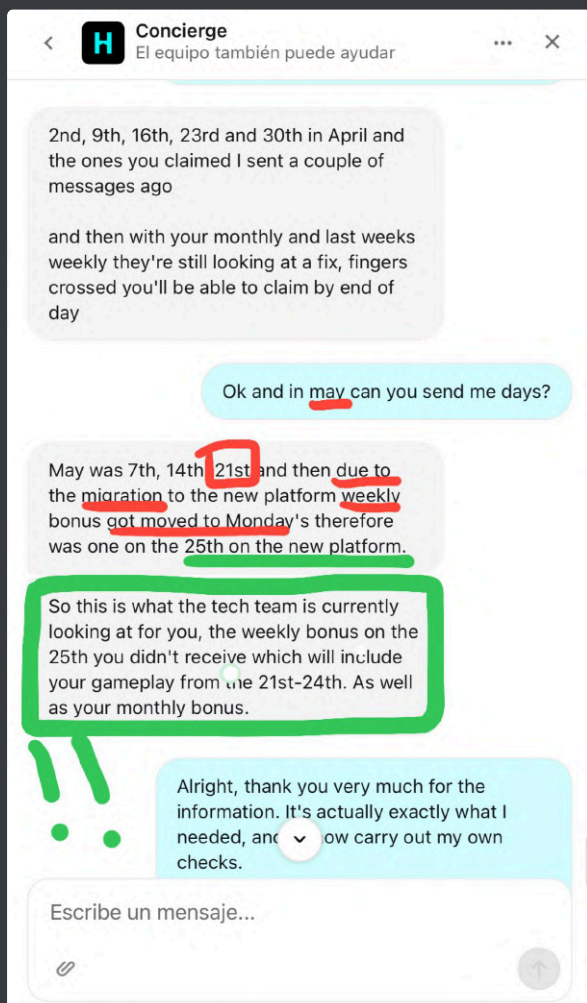 H
Concierge
El equipo también puede ayudar
2nd, 9th, 16th, 23rd and 30th in April and
the ones you claimed I sent a couple of
messages ago
and then with your monthly and last weeks
weekly they're still looking at a fix, fingers
crossed you'll be able to claim by end of
day
Ok and in may can you send me days?
May was 7th, 14th 21st and then due to
the migration to the new platform weekly
bonus got moved to Monday's therefore
was one on the 25th on the new platform.
So this is what the tech team is currently
looking at for you, the weekly bonus on the
25th you didn't receive which will include
your gameplay from the 21st-24th. As well
as your monthly bonus.
!!
Alright, thank you very much for the
information. It's actually exactly what I
needed, and ow carry out my own
checks.
Escribe un mensaje...